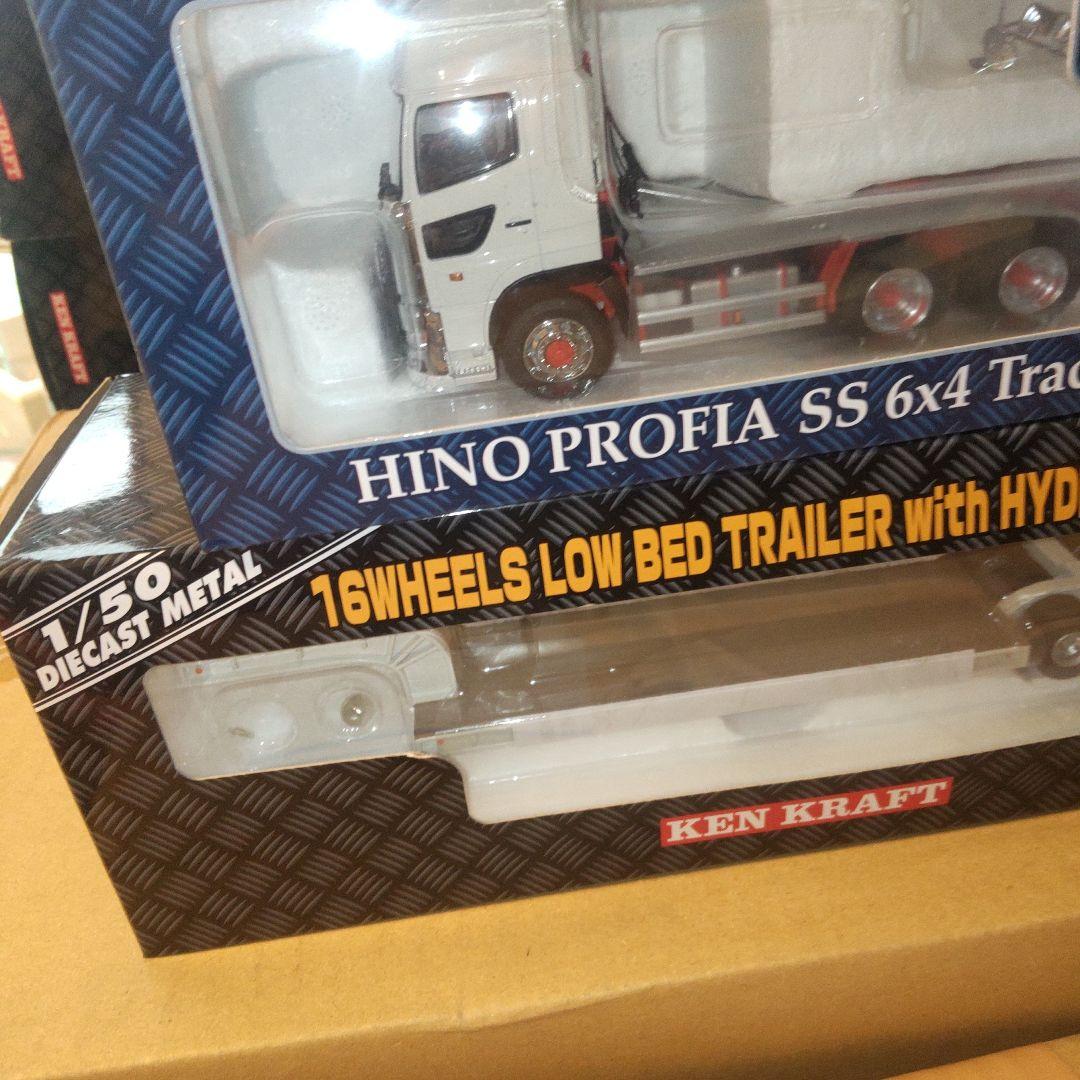 HINO PROFIA SS 6x4 Trac
1/50
DIECAST METAL
16WHEELS LOW BED TRAILER with HYD
KEN KRAFT
KEN KRAFT
KRAFT